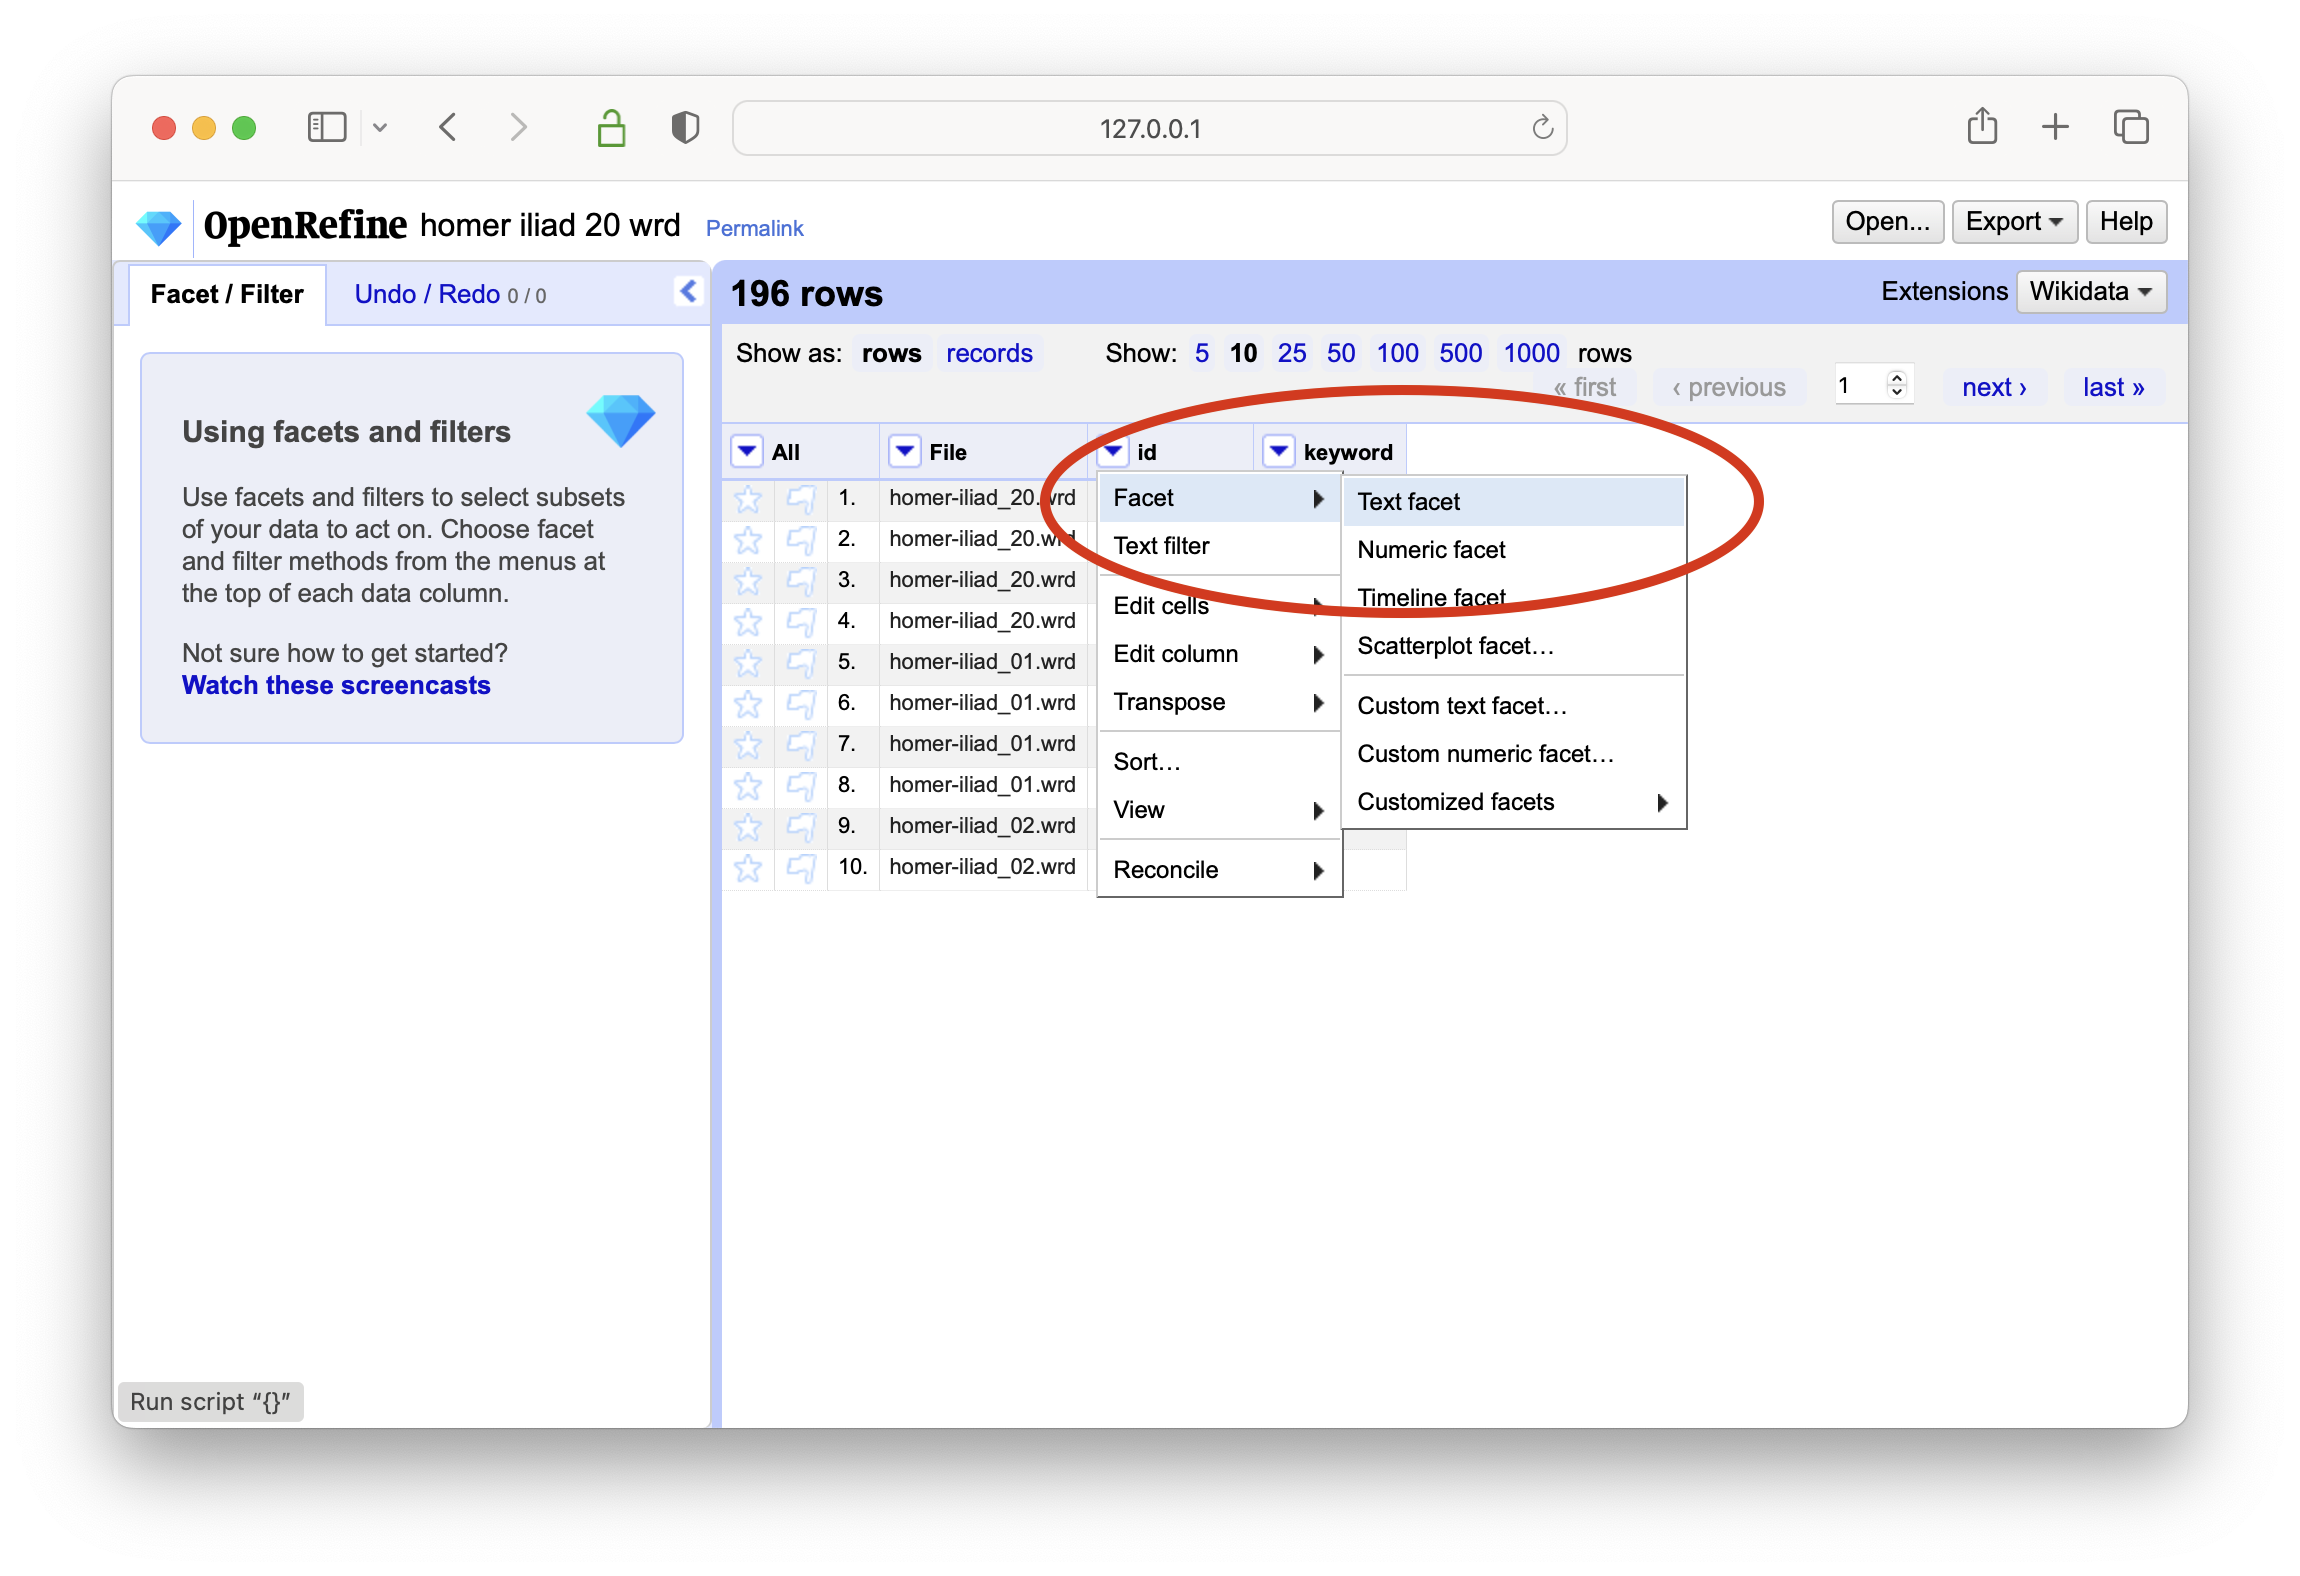 127.0.0.1
OpenRefine homer iliad 20 wrd Permalink
Open... Export Help
Facet / Filter Undo / Redo 0 / 0
196 rows
Extensions Wikidata
Show as: rows records Show: 5 10 25 50 100 500 1000 rows
« first ‹ previous 1 next › last »
Using facets and filters
Use facets and filters to select subsets
of your data to act on. Choose facet
and filter methods from the menus at
the top of each data column.
Not sure how to get started?
Watch these screencasts
All File id keyword
1. homer-iliad_20.wrd
2. homer-iliad_20.wrd
3. homer-iliad_20.wrd
4. homer-iliad_20.wrd
5. homer-iliad_01.wrd
6. homer-iliad_01.wrd
7. homer-iliad_01.wrd
8. homer-iliad_01.wrd
9. homer-iliad_02.wrd
10. homer-iliad_02.wrd
Facet
Text filter
Edit cells
Edit column
Transpose
Sort…
View
Reconcile
Text facet
Numeric facet
Timeline facet
Scatterplot facet…
Custom text facet…
Custom numeric facet…
Customized facets
Run script “{}”